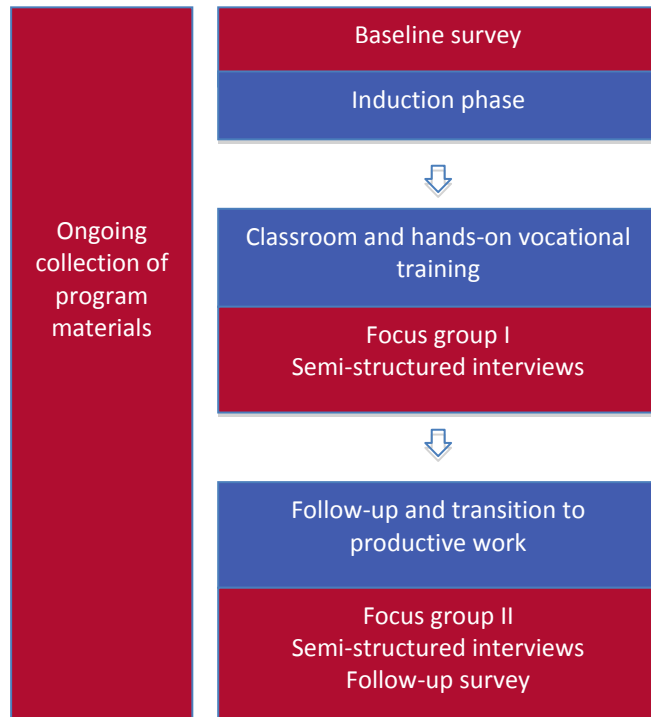 Ongoing
collection of
program
materials
Baseline survey
Induction phase
Classroom and hands-on vocational
training
Focus group I
Semi-structured interviews
Follow-up and transition to
productive work
Focus group II
Semi-structured interviews
Follow-up survey